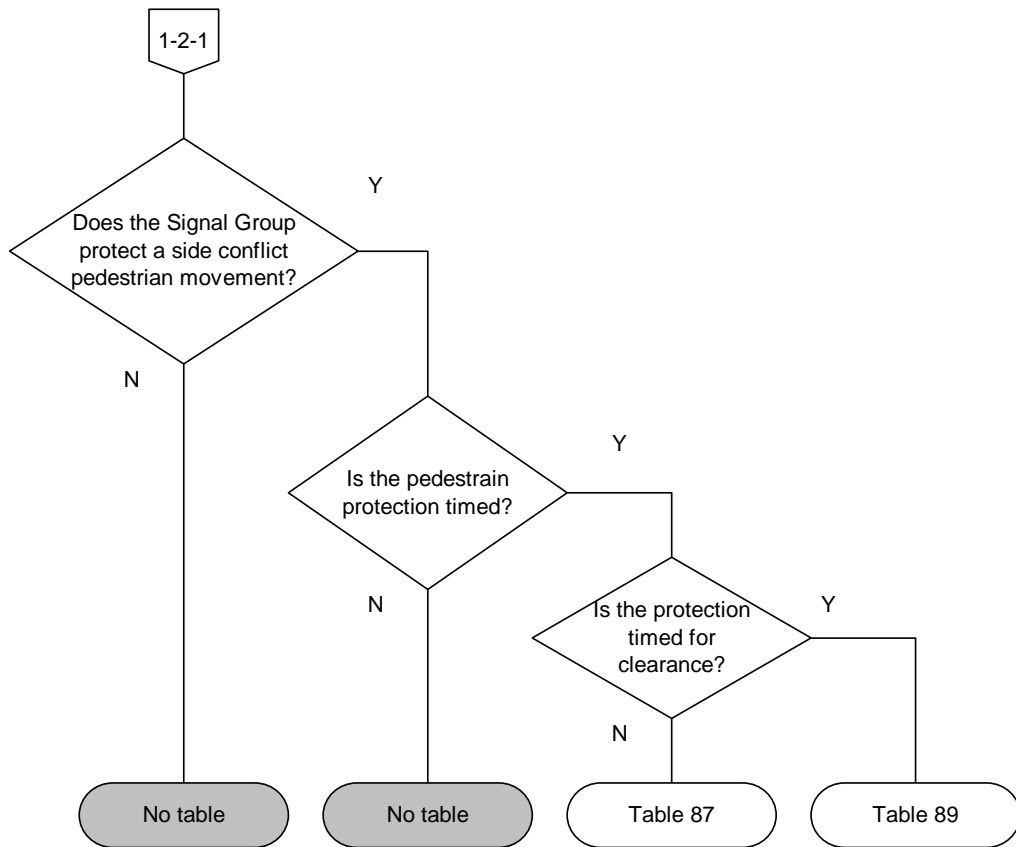 1-2-1
Does the Signal Group
protect a side conflict
pedestrian movement?
Y
N
Is the pedestrain
protection timed?
Y
N
Is the protection
timed for
clearance?
Y
N
No table
No table
Table 87
Table 89